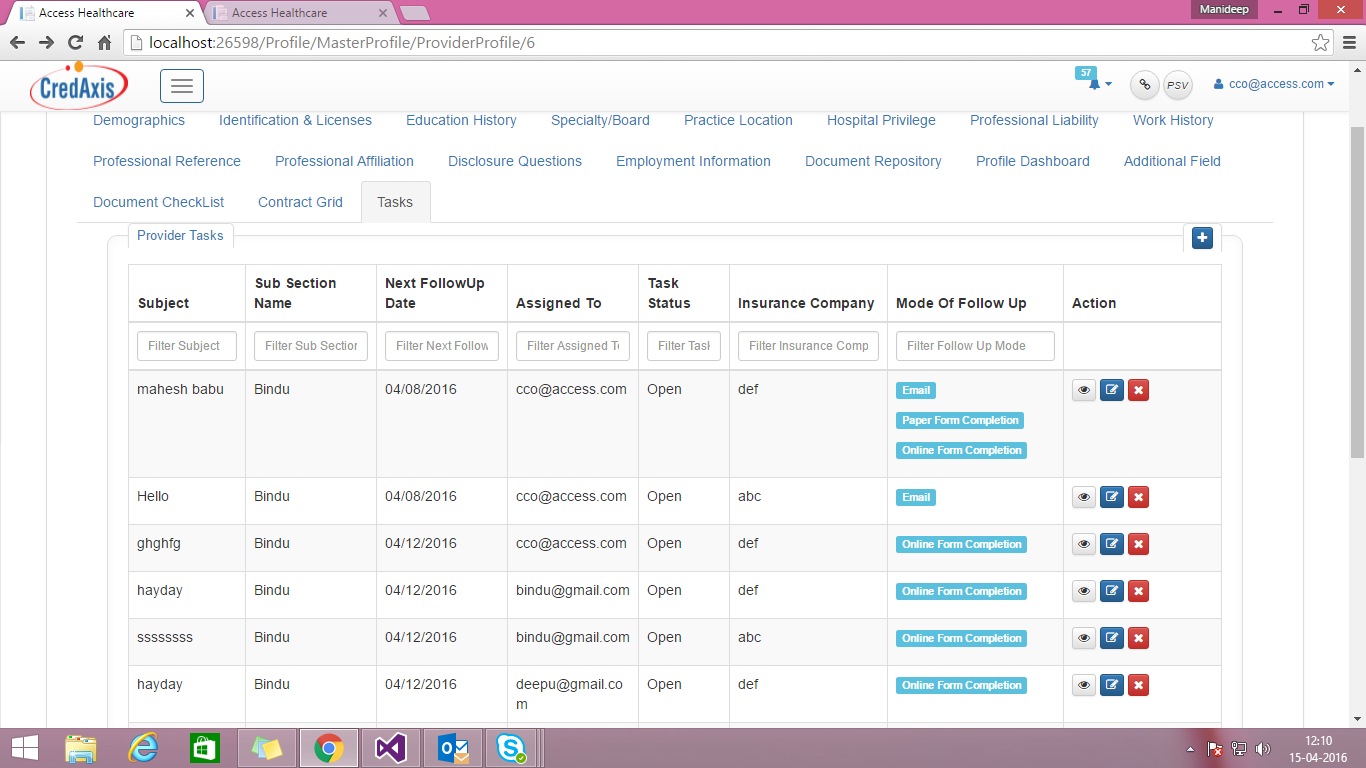 Access Healthcare
Access Healthcare
Manideep
localhost:26598/Profile/MasterProfile/ProviderProfile/6
CredAxis
57
PSV
cco@access.com
Demographics Identification & Licenses Education History Specialty/Board Practice Location Hospital Privilege Professional Liability Work History
Professional Reference Professional Affiliation Disclosure Questions Employment Information Document Repository Profile Dashboard Additional Field
Document CheckList Contract Grid Tasks
Provider Tasks
Subject Sub Section Name Next FollowUp Date Assigned To Task Status Insurance Company Mode Of Follow Up Action
Filter Subject Filter Sub Section Filter Next Follow Filter Assigned To Filter Task Filter Insurance Comp Filter Follow Up Mode
mahesh babu Bindu 04/08/2016 cco@access.com Open def Email
Paper Form Completion
Online Form Completion
Hello Bindu 04/08/2016 cco@access.com Open abc Email
ghghfg Bindu 04/12/2016 cco@access.com Open def Online Form Completion
hayday Bindu 04/12/2016 bindu@gmail.com Open def Online Form Completion
ssssssss Bindu 04/12/2016 bindu@gmail.com Open abc Online Form Completion
hayday Bindu 04/12/2016 deepu@gmail.co
m Open def Online Form Completion
12:10
15-04-2016